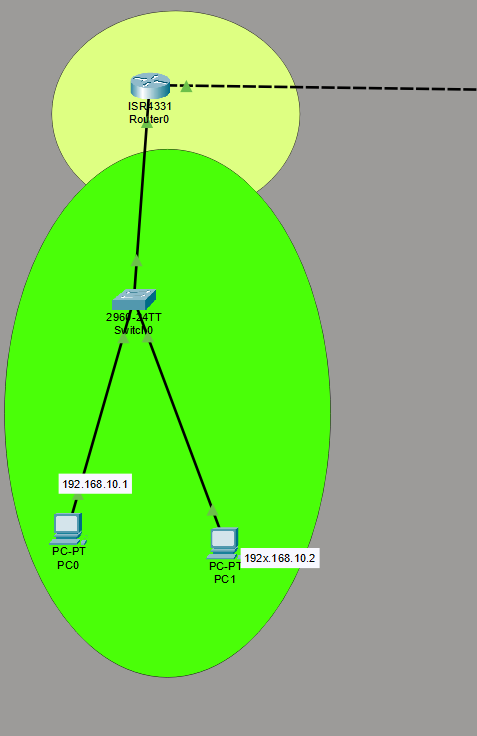 ISR4331
Router0
2960-24TT
Switch0
192.168.10.1
PC-PT
PC0
192x.168.10.2
PC-PT
PC1